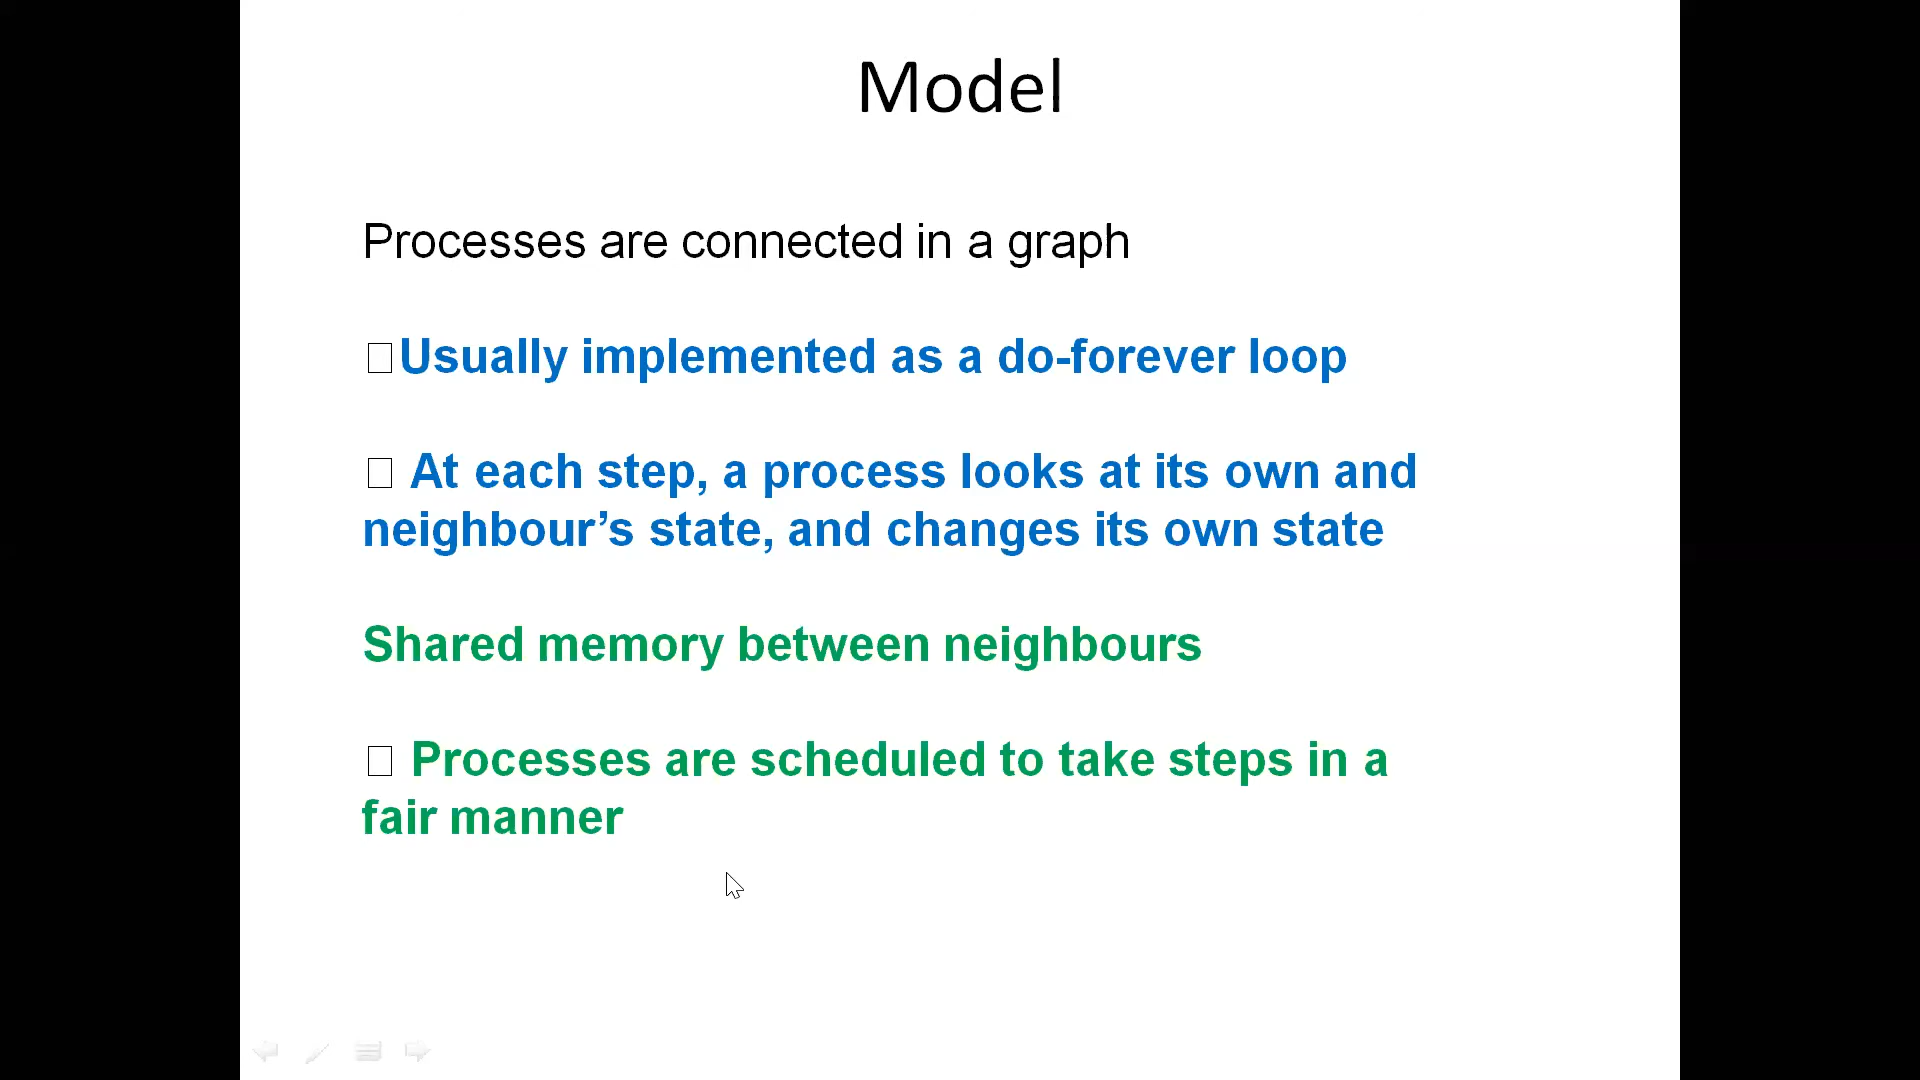 Model
Processes are connected in a graph
Usually implemented as a do-forever loop
At each step, a process looks at its own and
neighbour’s state, and changes its own state
Shared memory between neighbours
Processes are scheduled to take steps in a
fair manner